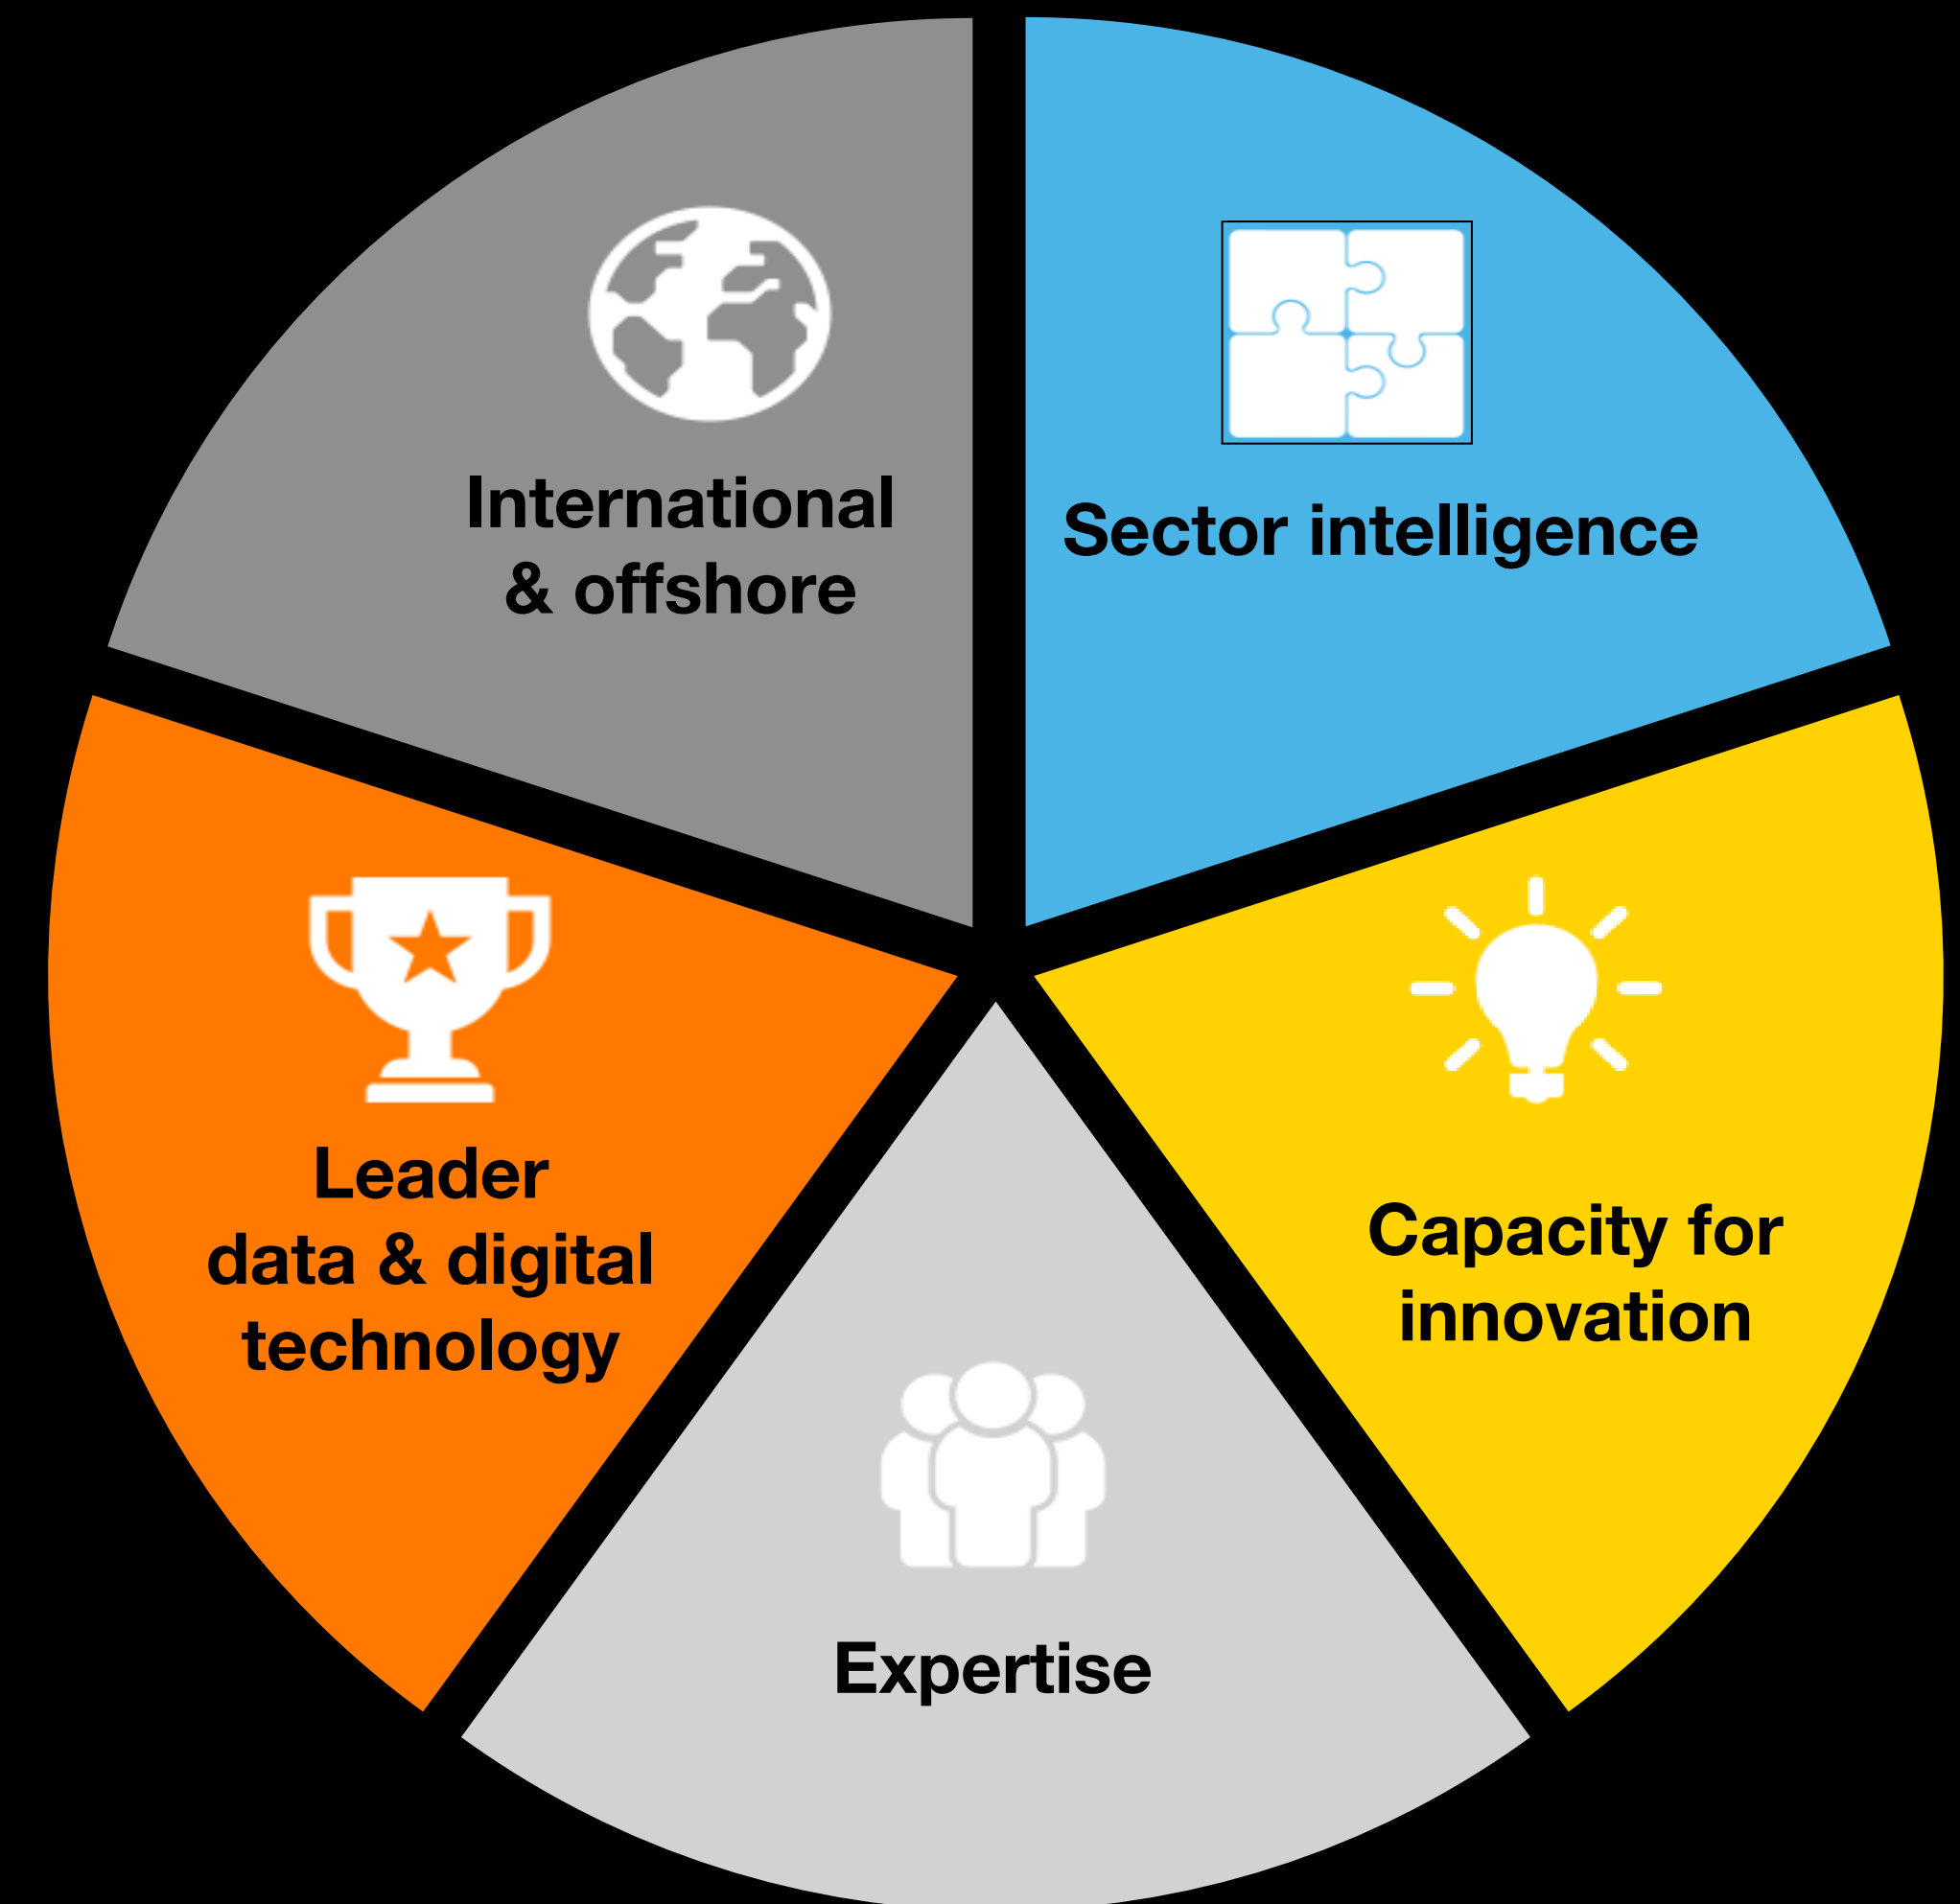 International
& offshore
Sector intelligence
Leader
data & digital
technology
Capacity for
innovation
Expertise